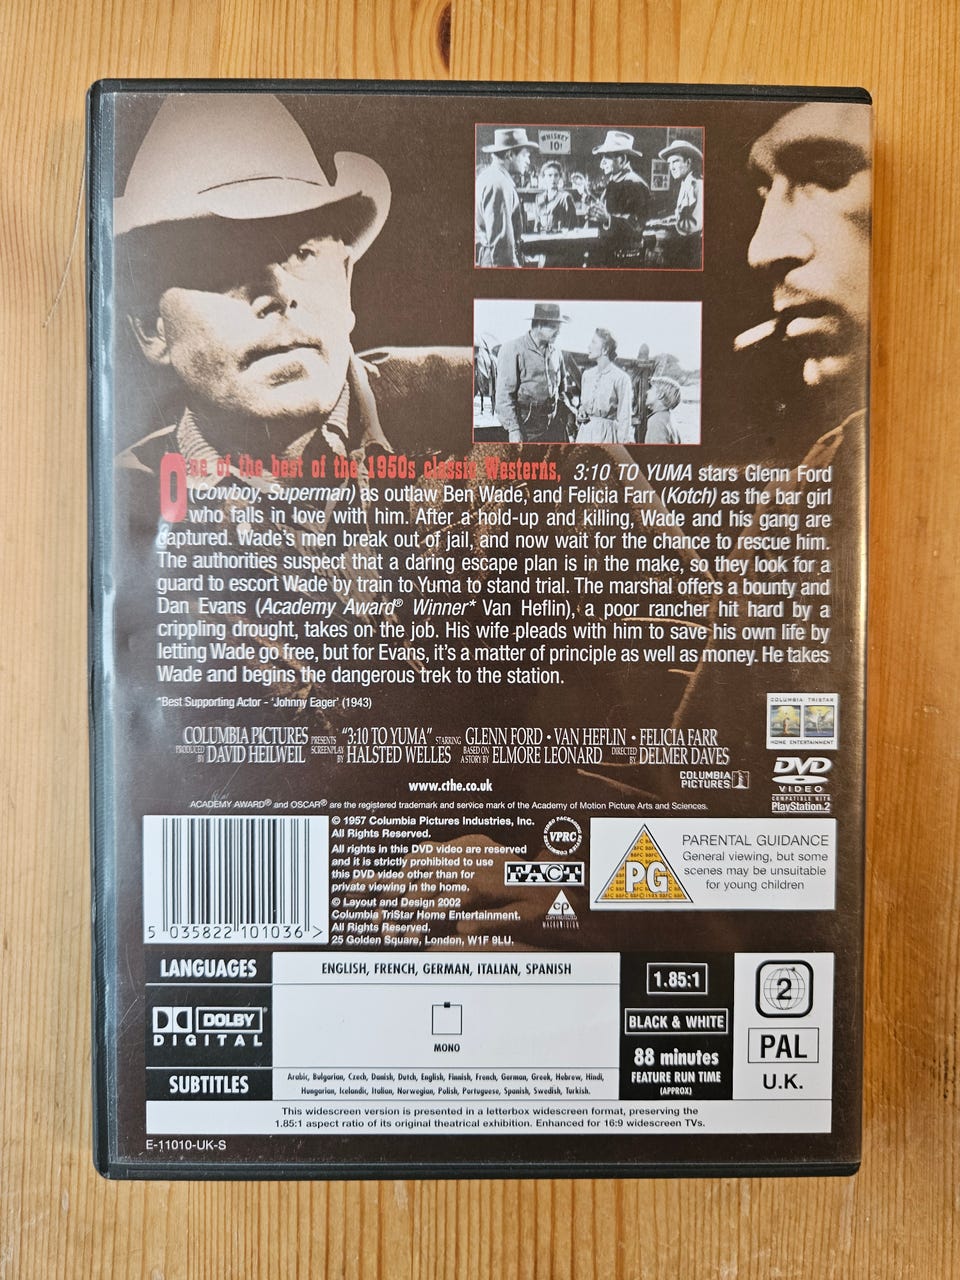 WHISKEY
10¢
One of the best of the 1950s classic Westerns, 3:10 TO YUMA stars Glenn Ford
(Cowboy, Superman) as outlaw Ben Wade, and Felicia Farr (Kotch) as the bar girl
who falls in love with him. After a hold-up and killing, Wade and his gang are
captured. Wade's men break out of jail, and now wait for the chance to rescue him.
The authorities suspect that a daring escape plan is in the make, so they look for a
guard to escort Wade by train to Yuma to stand trial. The marshal offers a bounty and
Dan Evans (Academy Award® Winner* Van Heflin), a poor rancher hit hard by a
crippling drought, takes on the job. His wife pleads with him to save his own life by
letting Wade go free, but for Evans, it's a matter of principle as well as money. He takes
Wade and begins the dangerous trek to the station.
*Best Supporting Actor - 'Johnny Eager' (1943)
COLUMBIA TRISTAR
HOME ENTERTAINMENT
COLUMBIA PICTURES PRESENTS "3:10 TO YUMA" STARRING GLENN FORD • VAN HEFLIN • FELICIA FARR
PRODUCED BY DAVID HEILWEIL SCREENPLAY BY HALSTED WELLES BASED ON A STORY BY ELMORE LEONARD DIRECTED BY DELMER DAVES
www.cthe.co.uk
COLUMBIA
PICTURES
DVD
VIDEO
COMPATIBLE WITH
PlayStation.2
ACADEMY AWARD® and OSCAR® are the registered trademark and service mark of the Academy of Motion Picture Arts and Sciences.
5 035822 101036 >
© 1957 Columbia Pictures Industries, Inc.
All Rights Reserved.
All rights in this DVD video are reserved
and it is strictly prohibited to use
this DVD video other than for
private viewing in the home.
© Layout and Design 2002
Columbia TriStar Home Entertainment.
All Rights Reserved.
25 Golden Square, London, W1F 9LU.
VIDEO PACKAGING REVIEW COMMITTEE
VPRC
FACT
cp
COPY PROTECTED
MACROVISION
PG
PARENTAL GUIDANCE
General viewing, but some
scenes may be unsuitable
for young children
LANGUAGES
ENGLISH, FRENCH, GERMAN, ITALIAN, SPANISH
DOLBY
DIGITAL
MONO
SUBTITLES
Arabic, Bulgarian, Czech, Danish, Dutch, English, Finnish, French, German, Greek, Hebrew, Hindi,
Hungarian, Icelandic, Italian, Norwegian, Polish, Portuguese, Spanish, Swedish, Turkish.
1.85:1
BLACK & WHITE
88 minutes
FEATURE RUN TIME
(APPROX)
2
PAL
U.K.
This widescreen version is presented in a letterbox widescreen format, preserving the
1.85:1 aspect ratio of its original theatrical exhibition. Enhanced for 16:9 widescreen TVs.
E-11010-UK-S